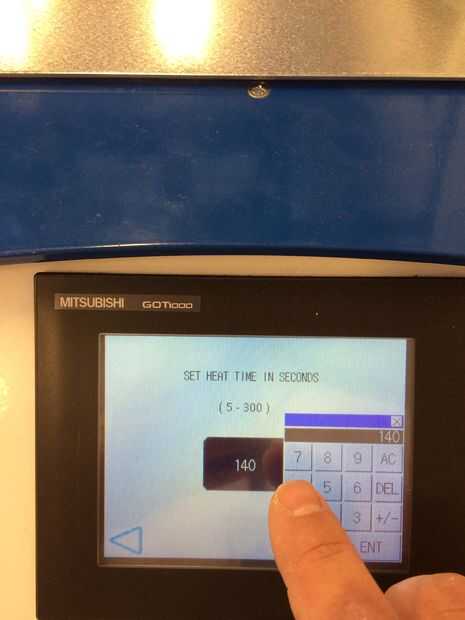 MITSUBISHI GOT1000
SET HEAT TIME IN SECONDS
(5-300)
140
140
7 8 9 AC
5 6 DEL
3 +/-
ENT